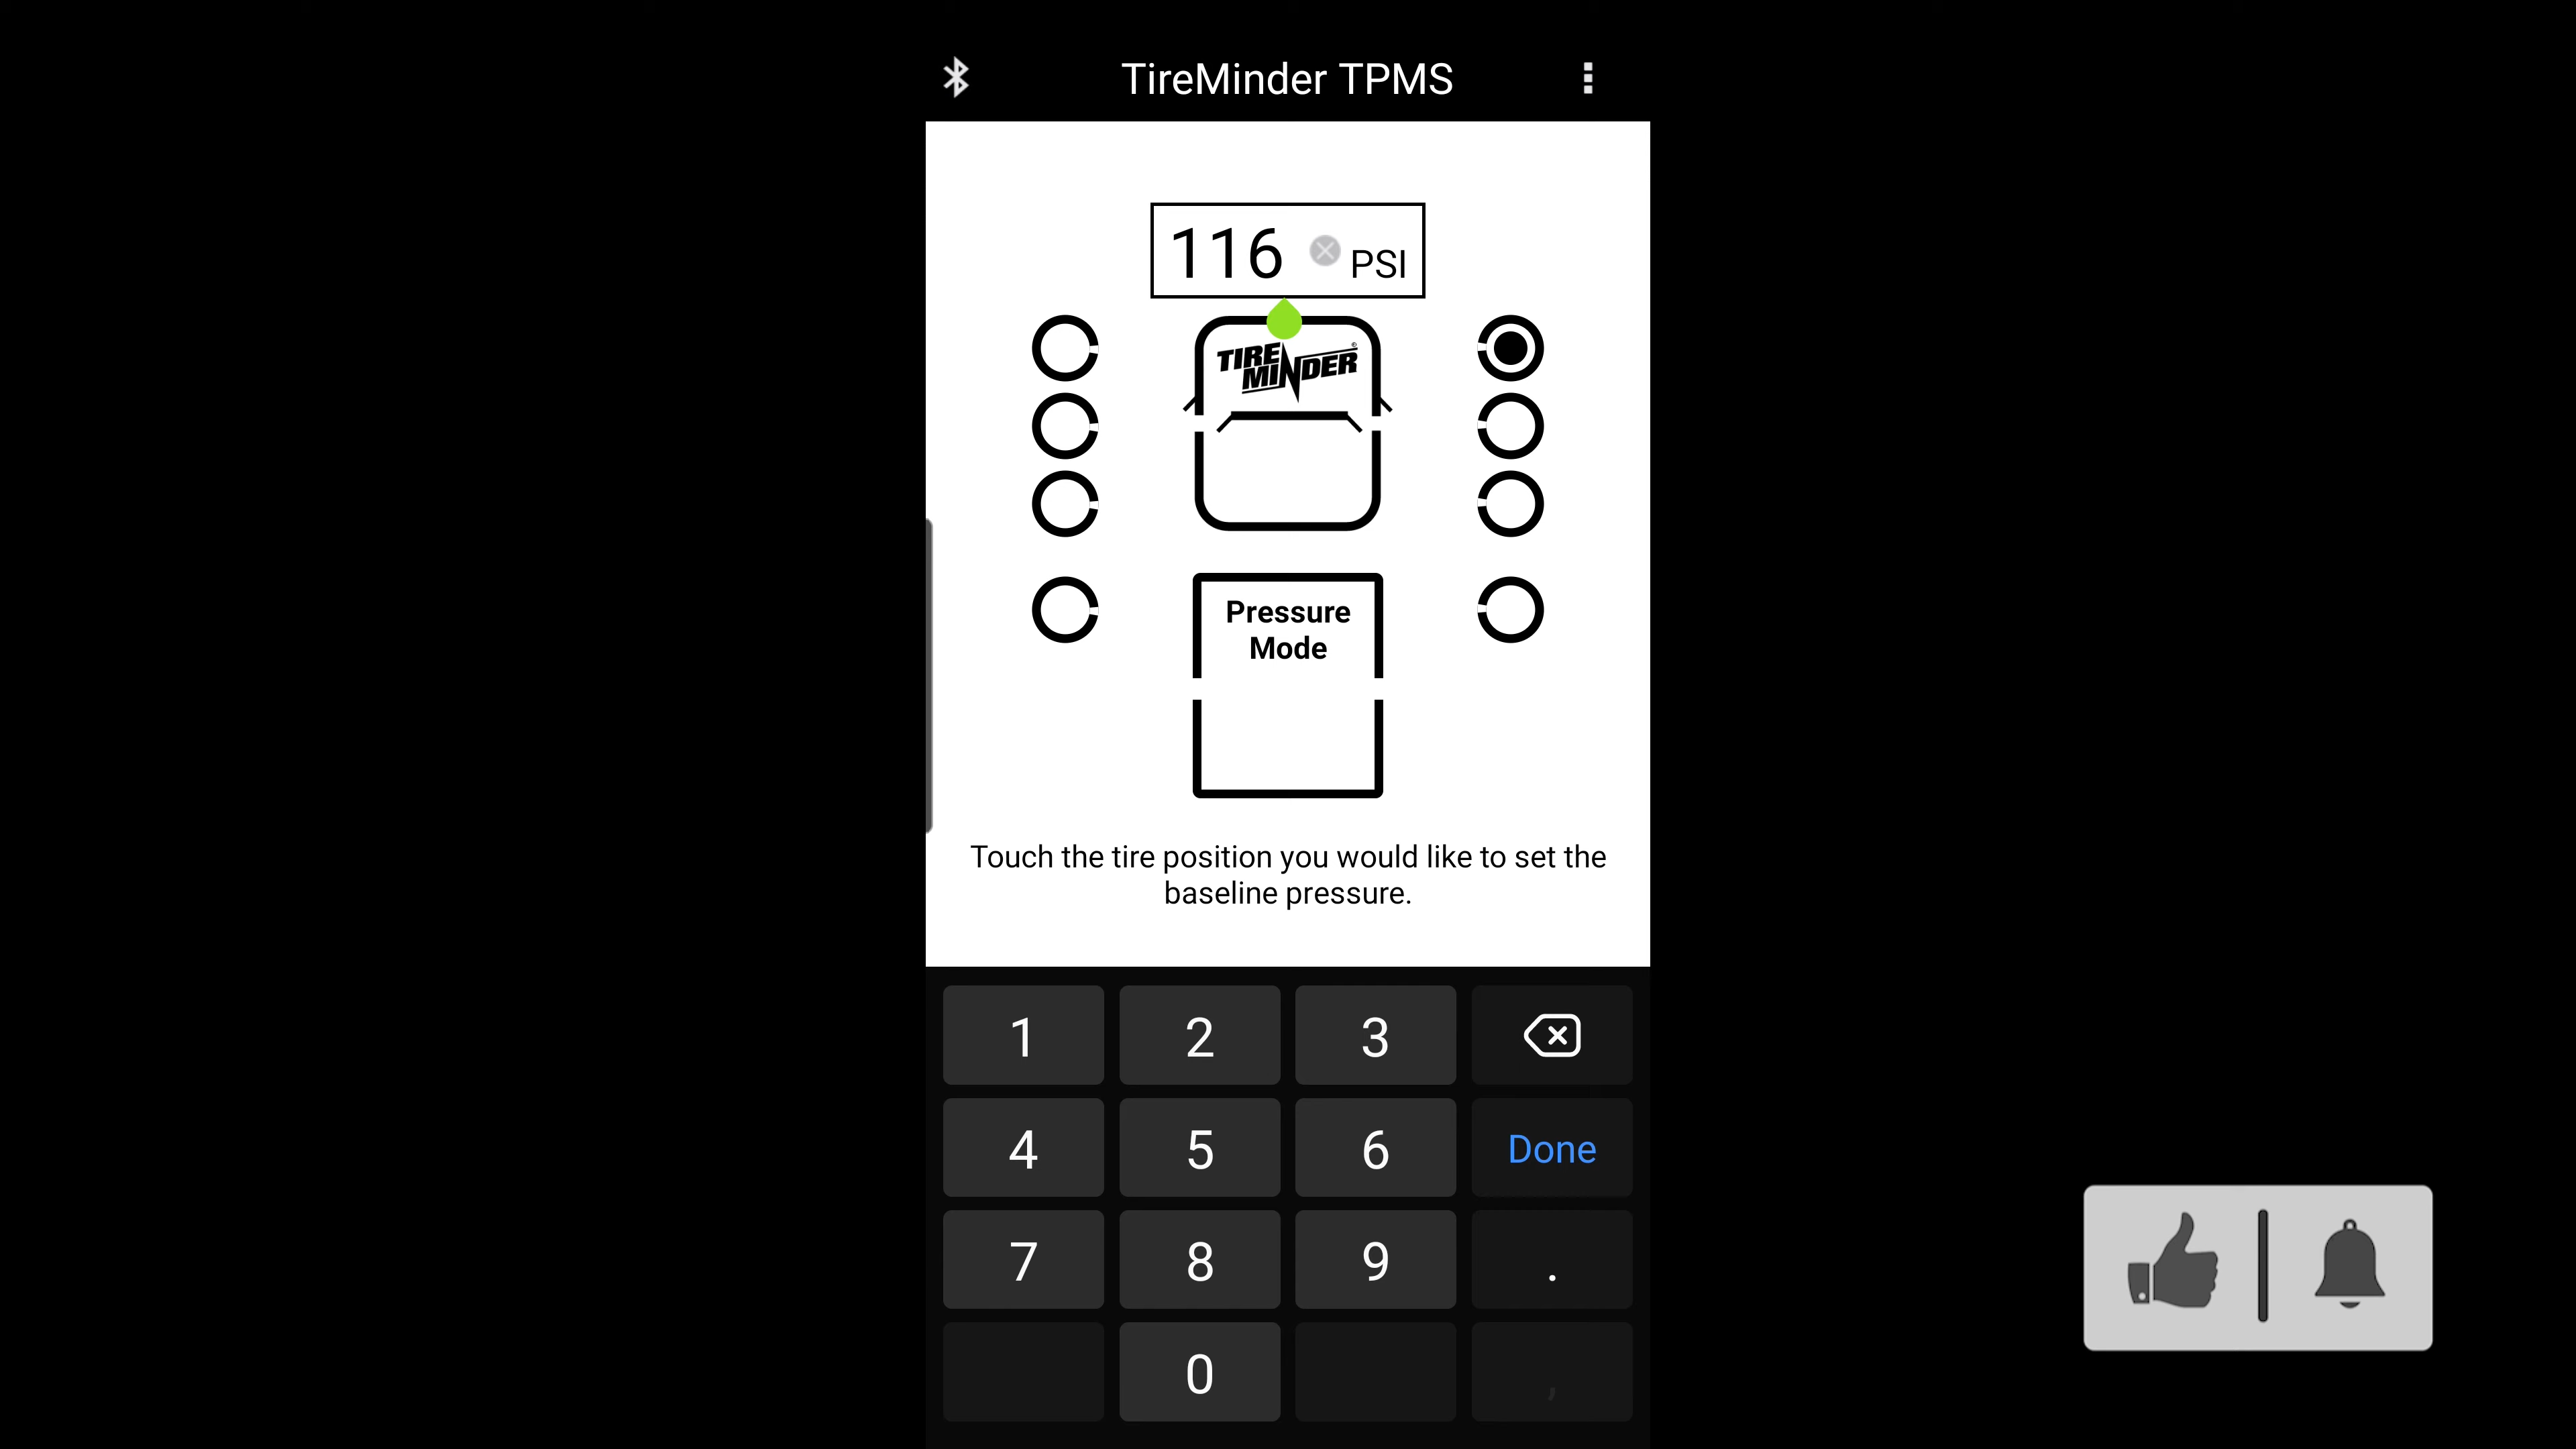 TireMinder TPMS
116 PSI
TIRE
MINDER®
Pressure
Mode
Touch the tire position you would like to set the
baseline pressure.
1 2 3
4 5 6 Done
7 8 9 .
0 ,